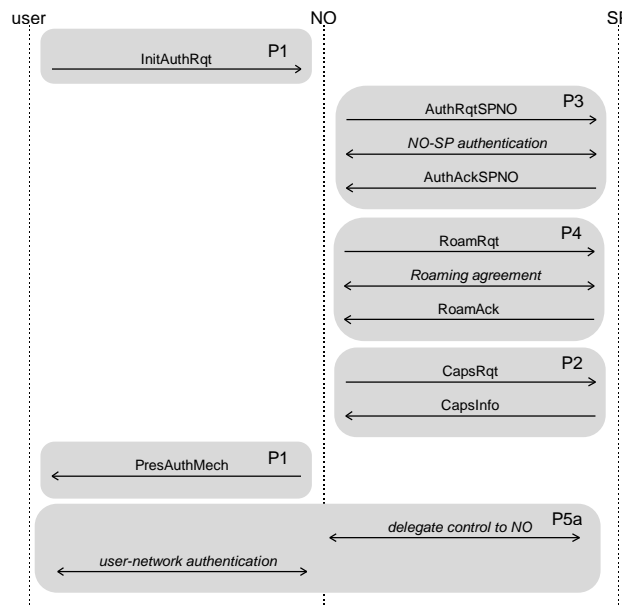 user NO SP
P1
InitAuthRqt
P3
AuthRqtSPNO
NO-SP authentication
AuthAckSPNO
P4
RoamRqt
Roaming agreement
RoamAck
P2
CapsRqt
CapsInfo
P1
PresAuthMech
P5a
delegate control to NO
user-network authentication